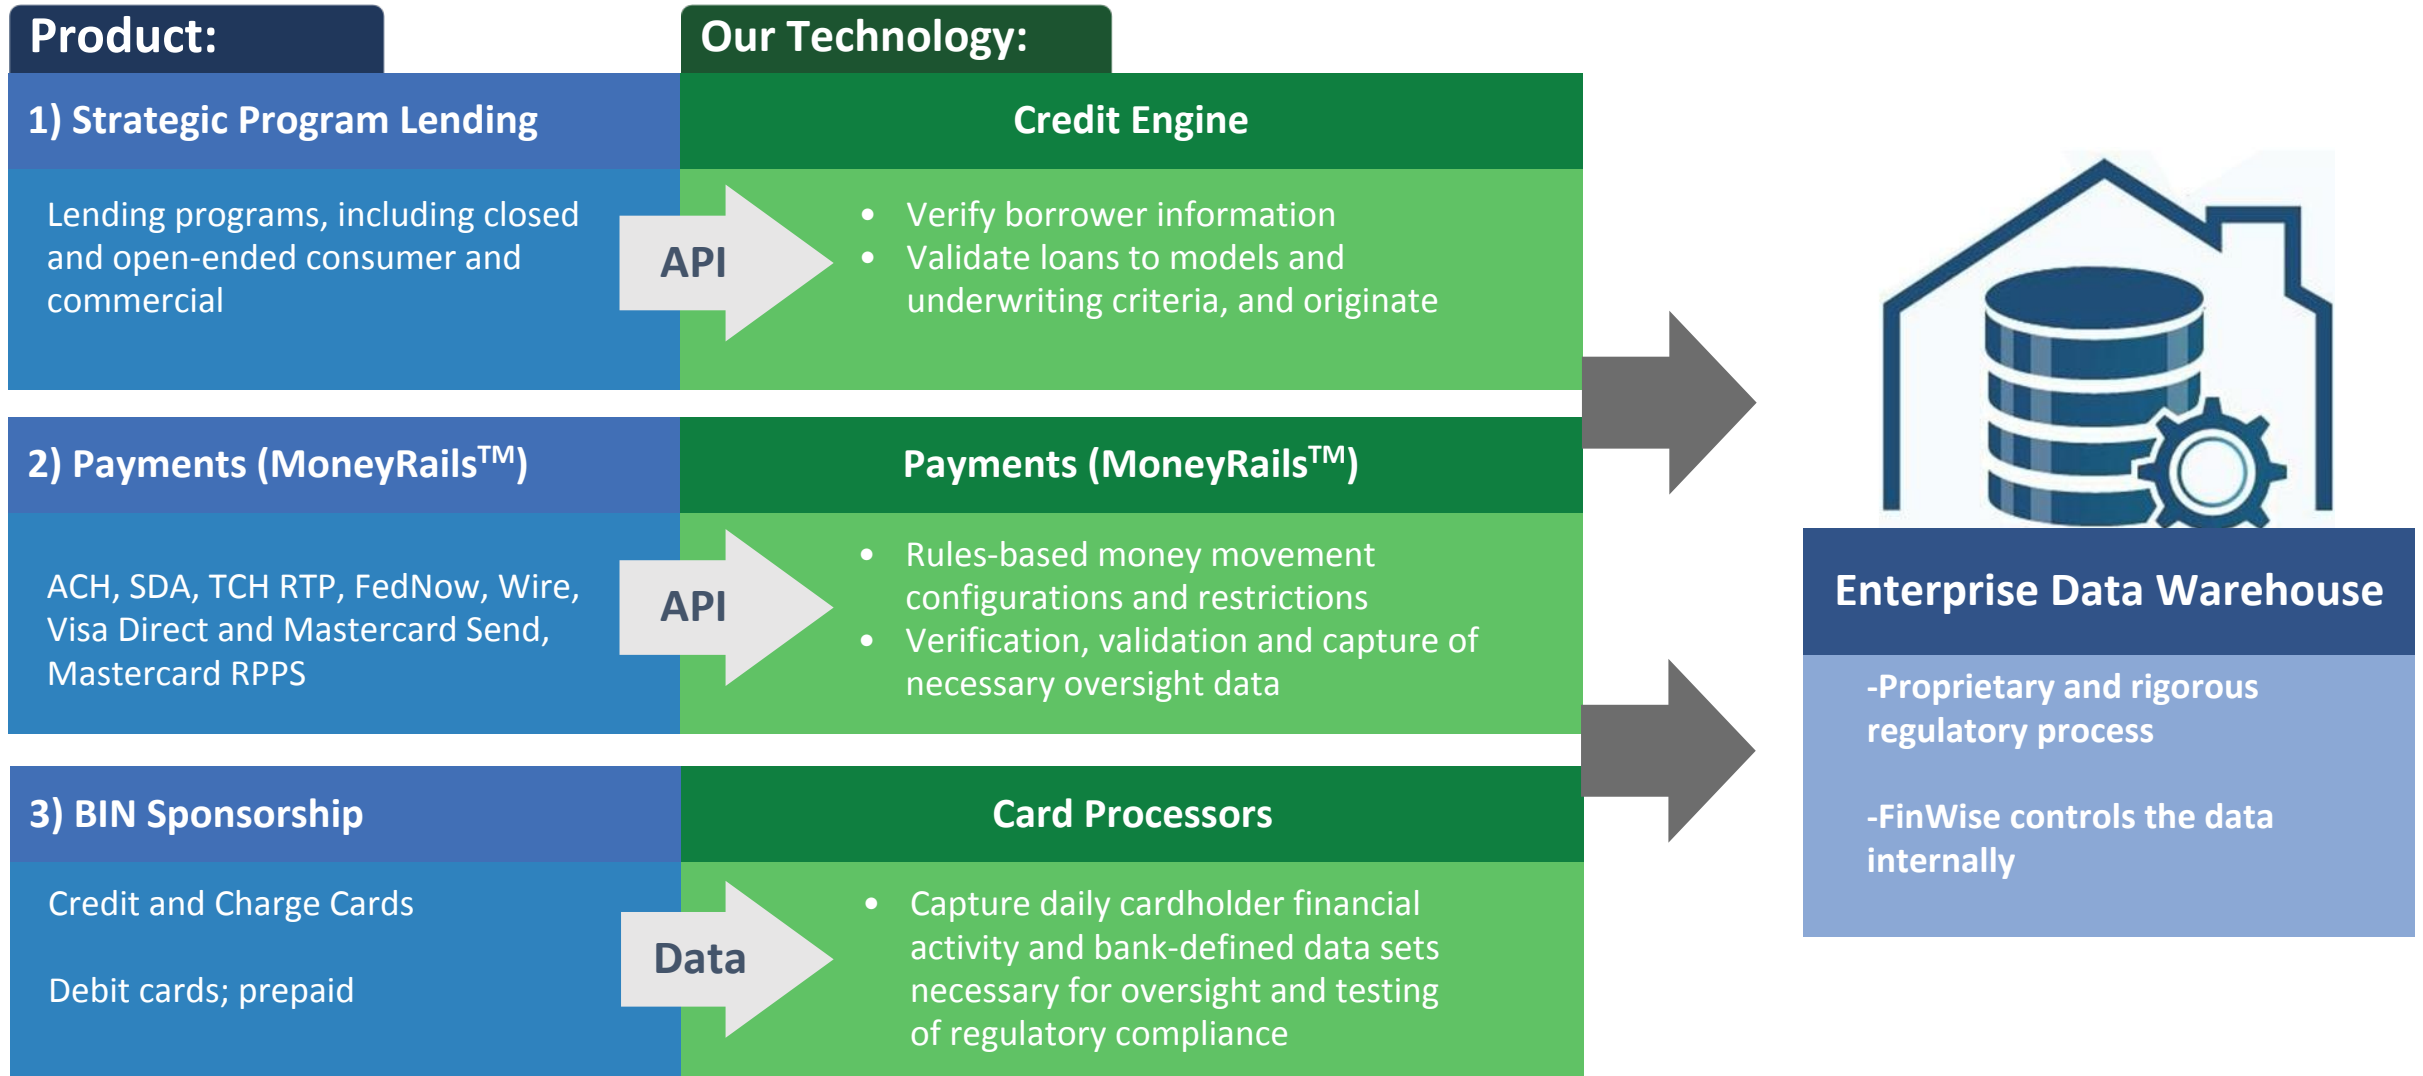 Product:
Our Technology:
1) Strategic Program Lending
Credit Engine
Lending programs, including closed
and open-ended consumer and
commercial
API
• Verify borrower information
• Validate loans to models and
underwriting criteria, and originate
2) Payments (MoneyRails™)
Payments (MoneyRails™)
ACH, SDA, TCH RTP, FedNow, Wire,
Visa Direct and Mastercard Send,
Mastercard RPPS
API
• Rules-based money movement
configurations and restrictions
• Verification, validation and capture of
necessary oversight data
3) BIN Sponsorship
Card Processors
Credit and Charge Cards
Debit cards; prepaid
Data
• Capture daily cardholder financial
activity and bank-defined data sets
necessary for oversight and testing
of regulatory compliance
Enterprise Data Warehouse
-Proprietary and rigorous
regulatory process
-FinWise controls the data
internally